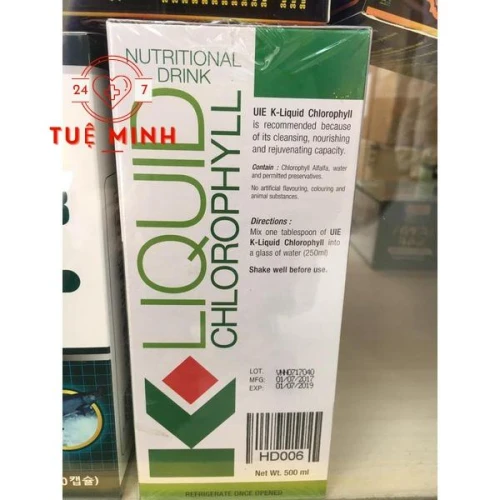 NUTRITIONAL
DRINK
K LIQUID
CHLOROPHYLL
24 7
TUỆ MINH
UIE K-Liquid Chlorophyll
is recommended because
of its cleansing, nourishing
and rejuvenating capacity.
Contain : Chlorophyll Alfalfa, water
and permitted preservatives.
No artificial flavouring, colouring and
animal substances.
Directions :
Mix one tablespoon of UIE
K-Liquid Chlorophyll into
a glass of water (250ml)
Shake well before use.
LOT. VNH0717040
MFG: 01/07/2017
EXP: 01/07/2019
HD006
Net Wt. 500 ml
REFRIGERATE ONCE OPENED
캡슐)